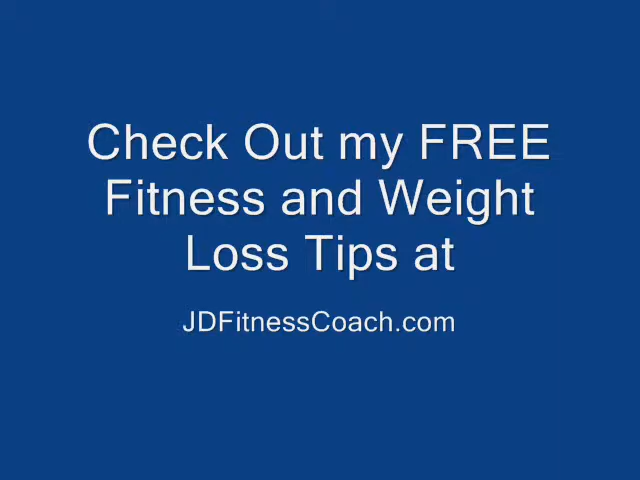 Check Out my FREE
Fitness and Weight
Loss Tips at
JDFitnessCoach.com